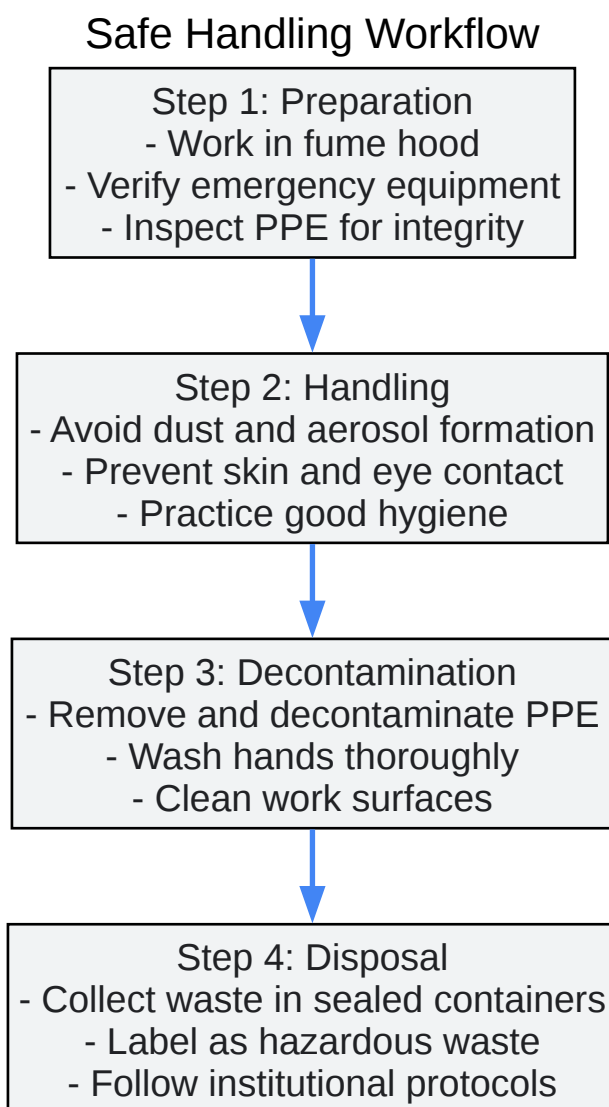 Safe Handling Workflow
Step 1: Preparation
- Work in fume hood
- Verify emergency equipment
- Inspect PPE for integrity
Step 2: Handling
- Avoid dust and aerosol formation
- Prevent skin and eye contact
- Practice good hygiene
Step 3: Decontamination
- Remove and decontaminate PPE
- Wash hands thoroughly
- Clean work surfaces
Step 4: Disposal
- Collect waste in sealed containers
- Label as hazardous waste
- Follow institutional protocols